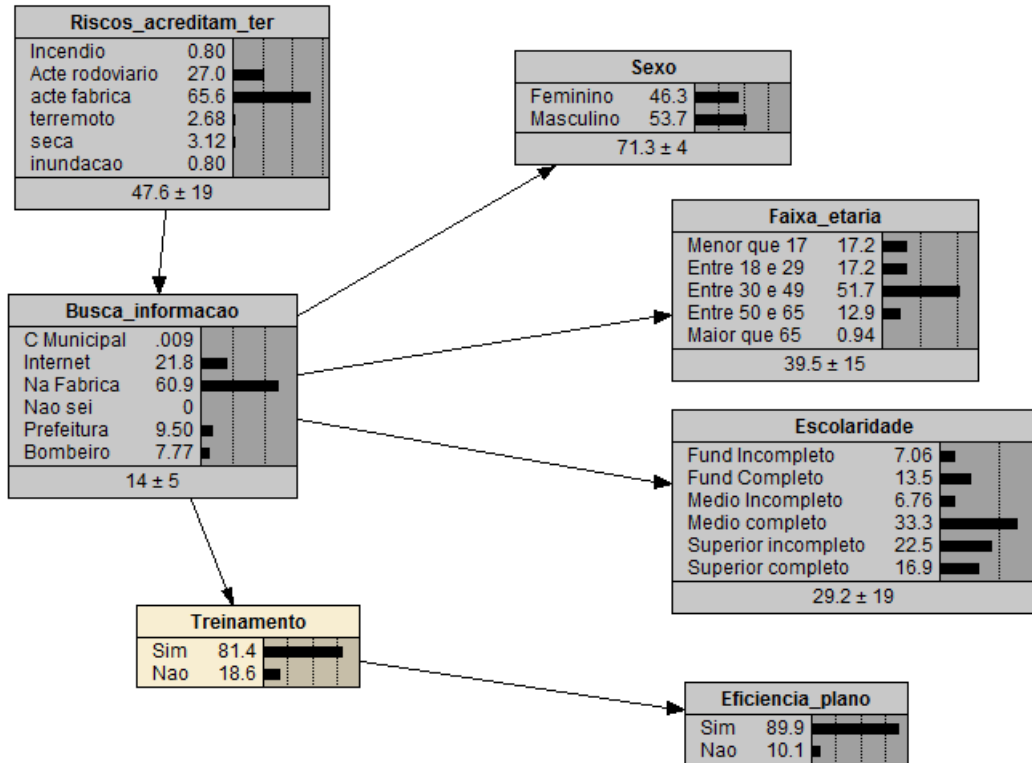 Riscos_acreditam_ter
Incendio 0.80
Acte rodoviario 27.0
acte fabrica 65.6
terremoto 2.68
seca 3.12
inundacao 0.80
47.6 ± 19
Sexo
Feminino 46.3
Masculino 53.7
71.3 ± 4
Faixa_etaria
Menor que 17 17.2
Entre 18 e 29 17.2
Entre 30 e 49 51.7
Entre 50 e 65 12.9
Maior que 65 0.94
39.5 ± 15
Busca_informacao
C Municipal .009
Internet 21.8
Na Fabrica 60.9
Nao sei 0
Prefeitura 9.50
Bombeiro 7.77
14 ± 5
Escolaridade
Fund Incompleto 7.06
Fund Completo 13.5
Medio Incompleto 6.76
Medio completo 33.3
Superior incompleto 22.5
Superior completo 16.9
29.2 ± 19
Treinamento
Sim 81.4
Nao 18.6
Eficiencia_plano
Sim 89.9
Nao 10.1